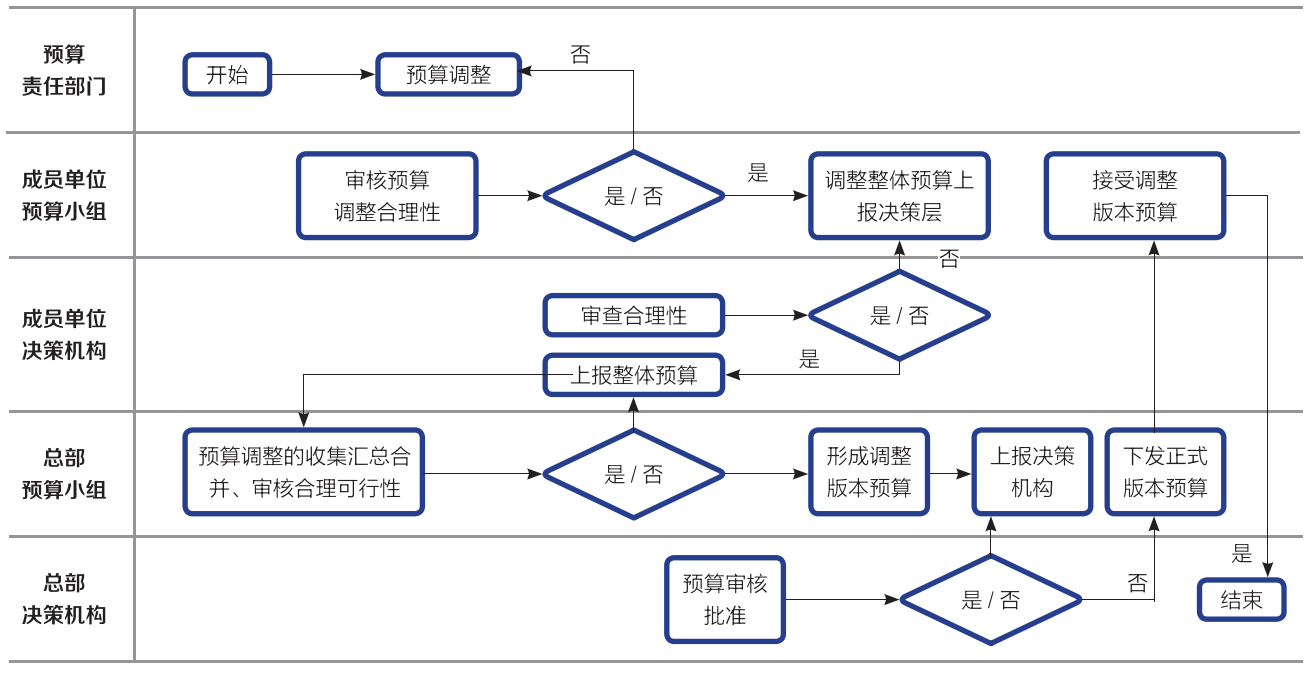 预算
责任部门
开始
预算调整
否
成员单位
预算小组
审核预算
调整合理性
是 / 否
是
调整整体预算上
报决策层
接受调整
版本预算
成员单位
决策机构
否
审查合理性
是 / 否
是
上报整体预算
总部
预算小组
预算调整的收集汇总合
并、审核合理可行性
是 / 否
形成调整
版本预算
上报决策
机构
下发正式
版本预算
总部
决策机构
预算审核
批准
是 / 否
否
是
结束